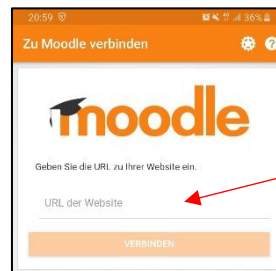 20:59 36%
Zu Moodle verbinden
moodle
Geben Sie die URL zu Ihrer Website ein.
URL der Website
VERBINDEN